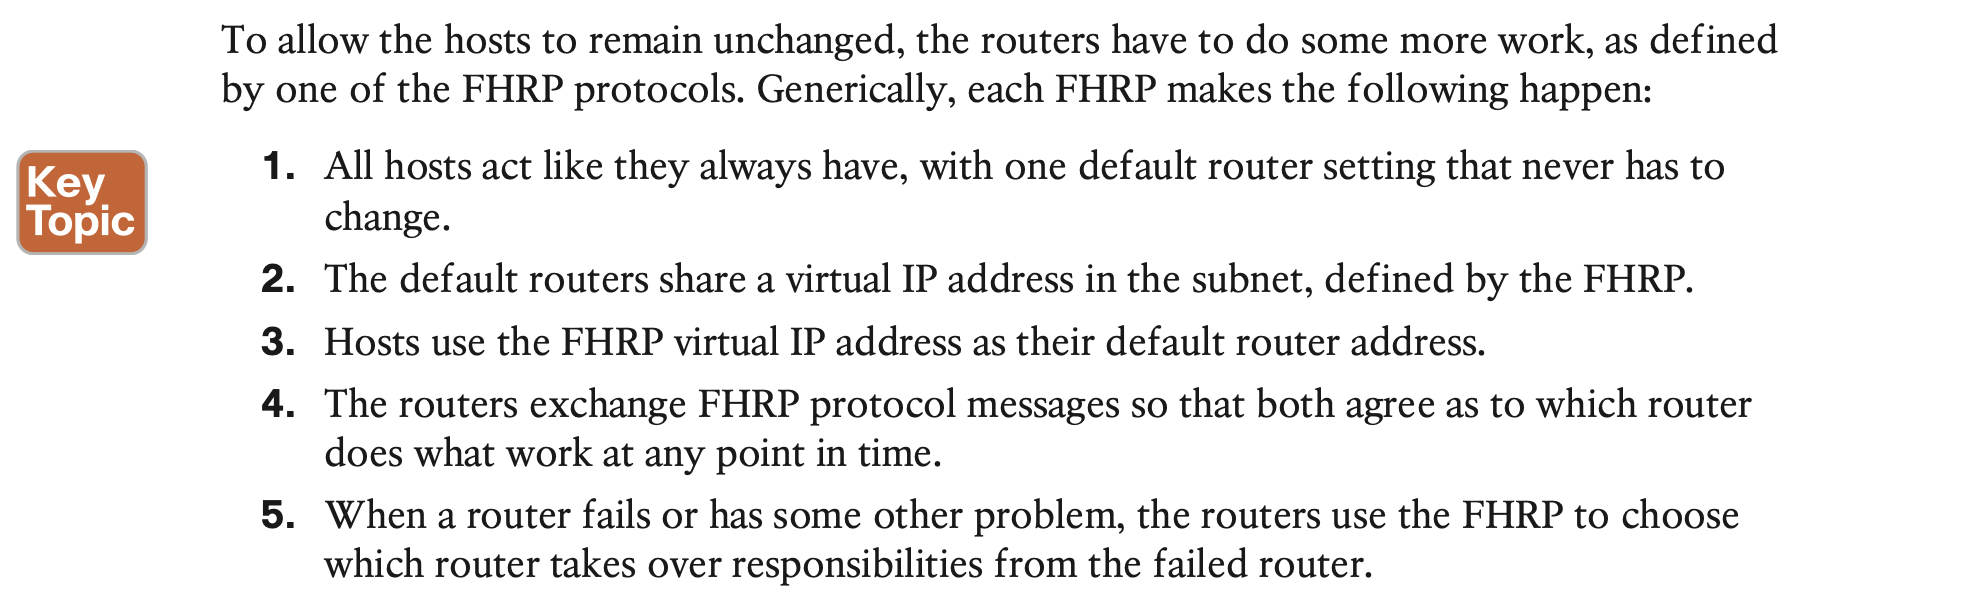 To allow the hosts to remain unchanged, the routers have to do some more work, as defined
by one of the FHRP protocols. Generically, each FHRP makes the following happen:
Key
Topic
1. All hosts act like they always have, with one default router setting that never has to
change.
2. The default routers share a virtual IP address in the subnet, defined by the FHRP.
3. Hosts use the FHRP virtual IP address as their default router address.
4. The routers exchange FHRP protocol messages so that both agree as to which router
does what work at any point in time.
5. When a router fails or has some other problem, the routers use the FHRP to choose
which router takes over responsibilities from the failed router.